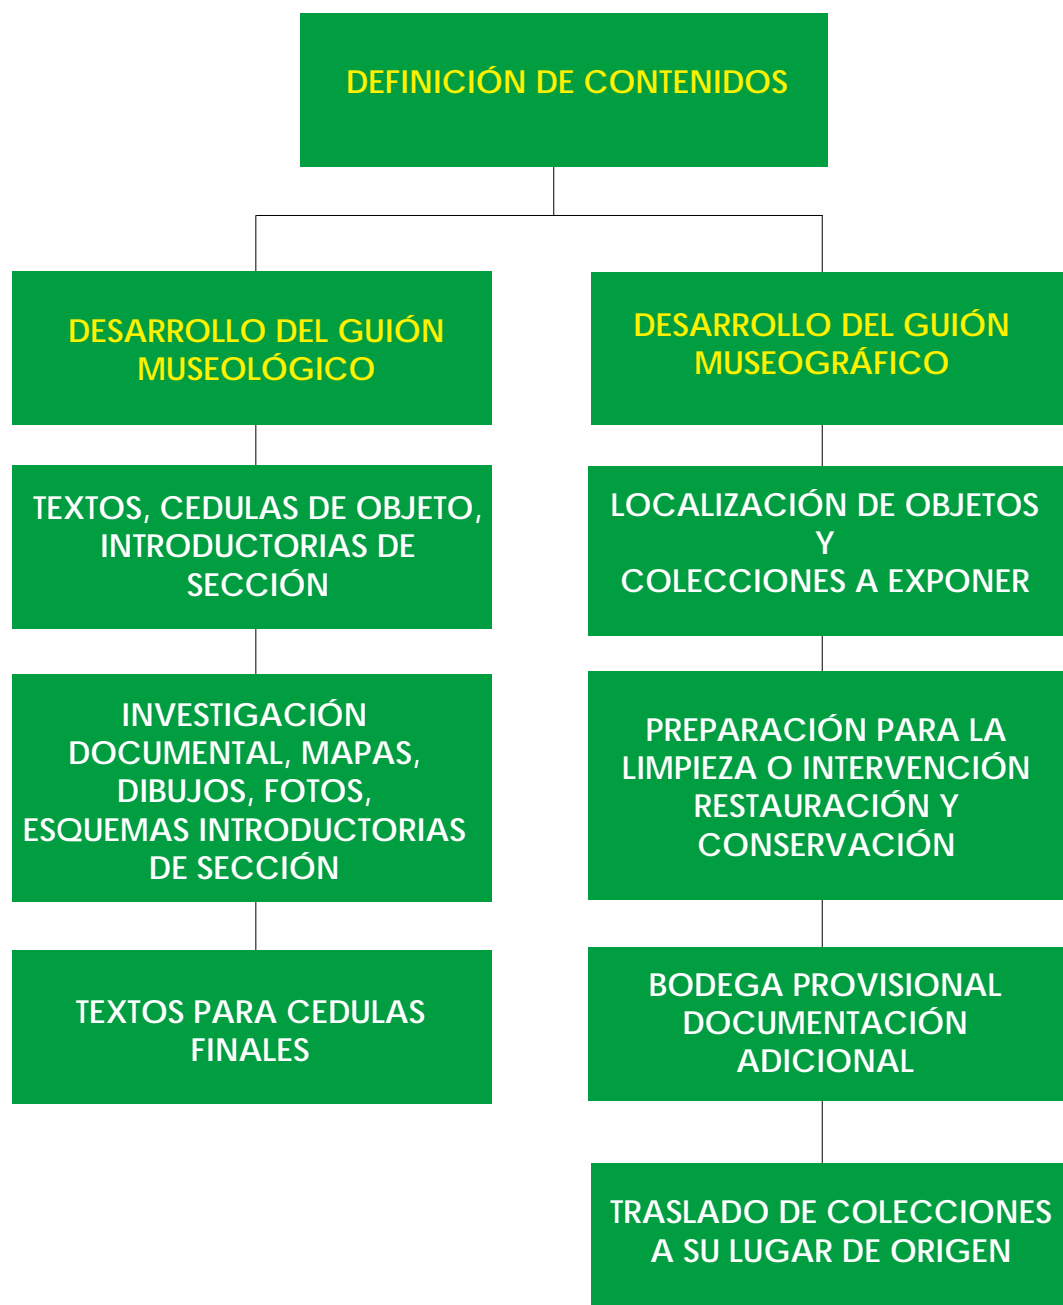 DEFINICIÓN DE CONTENIDOS
DESARROLLO DEL GUIÓN
MUSEOLÓGICO
TEXTOS, CEDULAS DE OBJETO,
INTRODUCTORIAS DE
SECCIÓN
INVESTIGACIÓN
DOCUMENTAL, MAPAS,
DIBUJOS, FOTOS,
ESQUEMAS INTRODUCTORIAS
DE SECCIÓN
TEXTOS PARA CEDULAS
FINALES
DESARROLLO DEL GUIÓN
MUSEOGRÁFICO
LOCALIZACIÓN DE OBJETOS
Y
COLECCIONES A EXPONER
PREPARACIÓN PARA LA
LIMPIEZA O INTERVENCIÓN
RESTAURACIÓN Y
CONSERVACIÓN
BODEGA PROVISIONAL
DOCUMENTACIÓN
ADICIONAL
TRASLADO DE COLECCIONES
A SU LUGAR DE ORIGEN